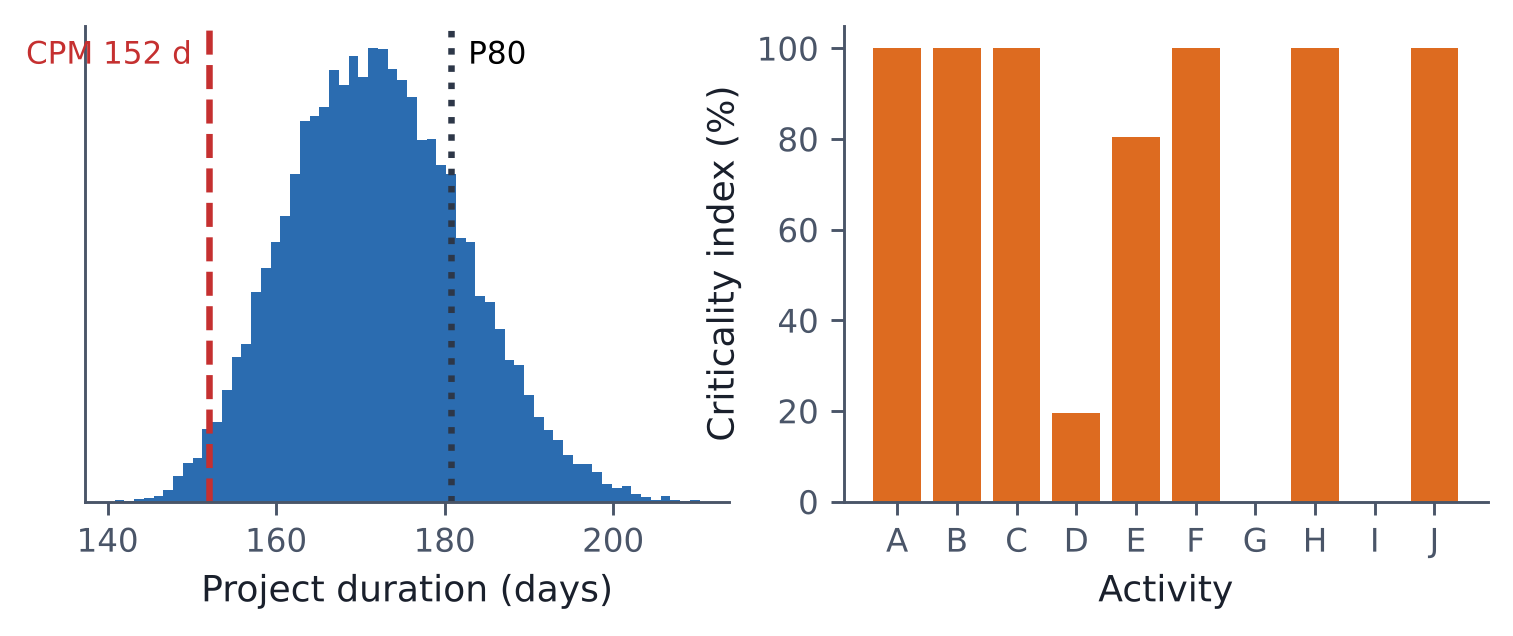 CPM 152 d
P80
140 160 180 200
Project duration (days)
Criticality index (%)
100
80
60
40
20
0
A B C D E F G H I J
Activity